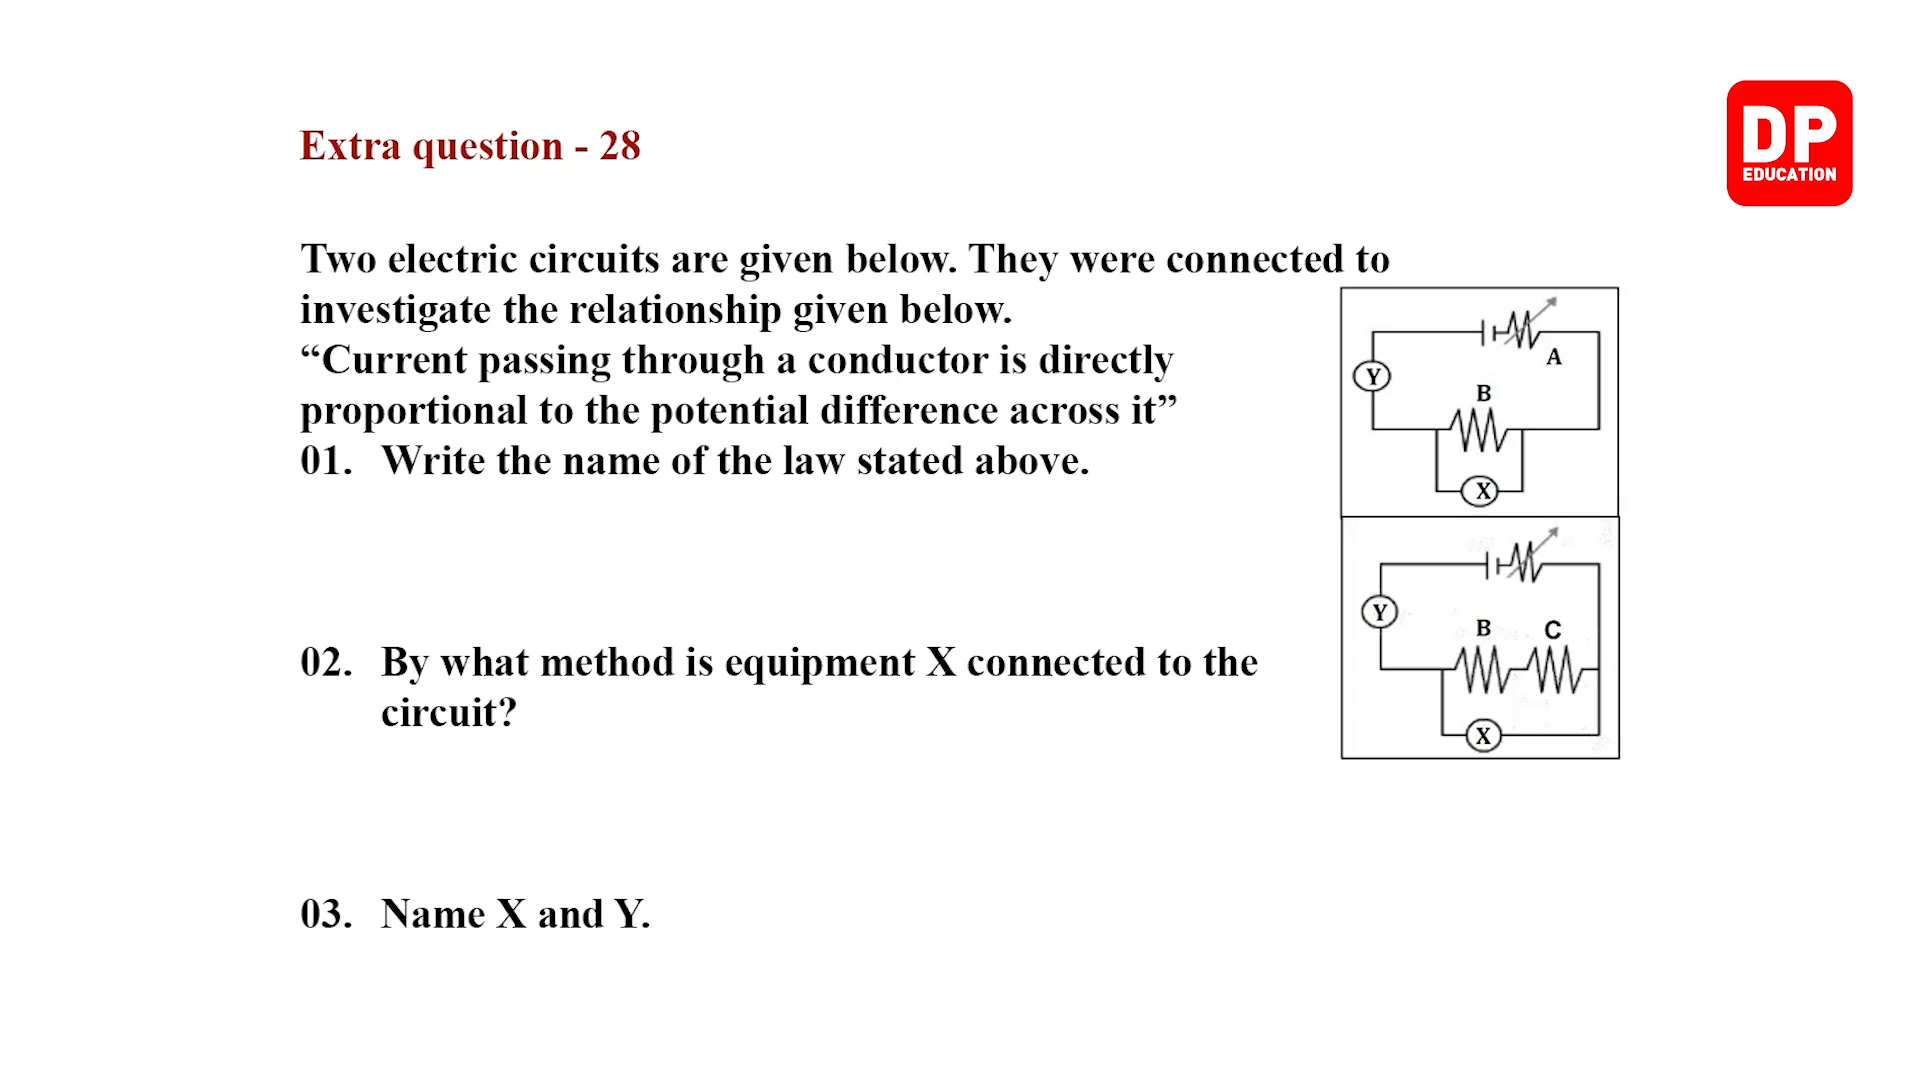 DP
EDUCATION
Extra question - 28
Two electric circuits are given below. They were connected to
investigate the relationship given below.
“Current passing through a conductor is directly
proportional to the potential difference across it”
01. Write the name of the law stated above.
02. By what method is equipment X connected to the
circuit?
03. Name X and Y.
A
Y
B
X
Y
B C
X